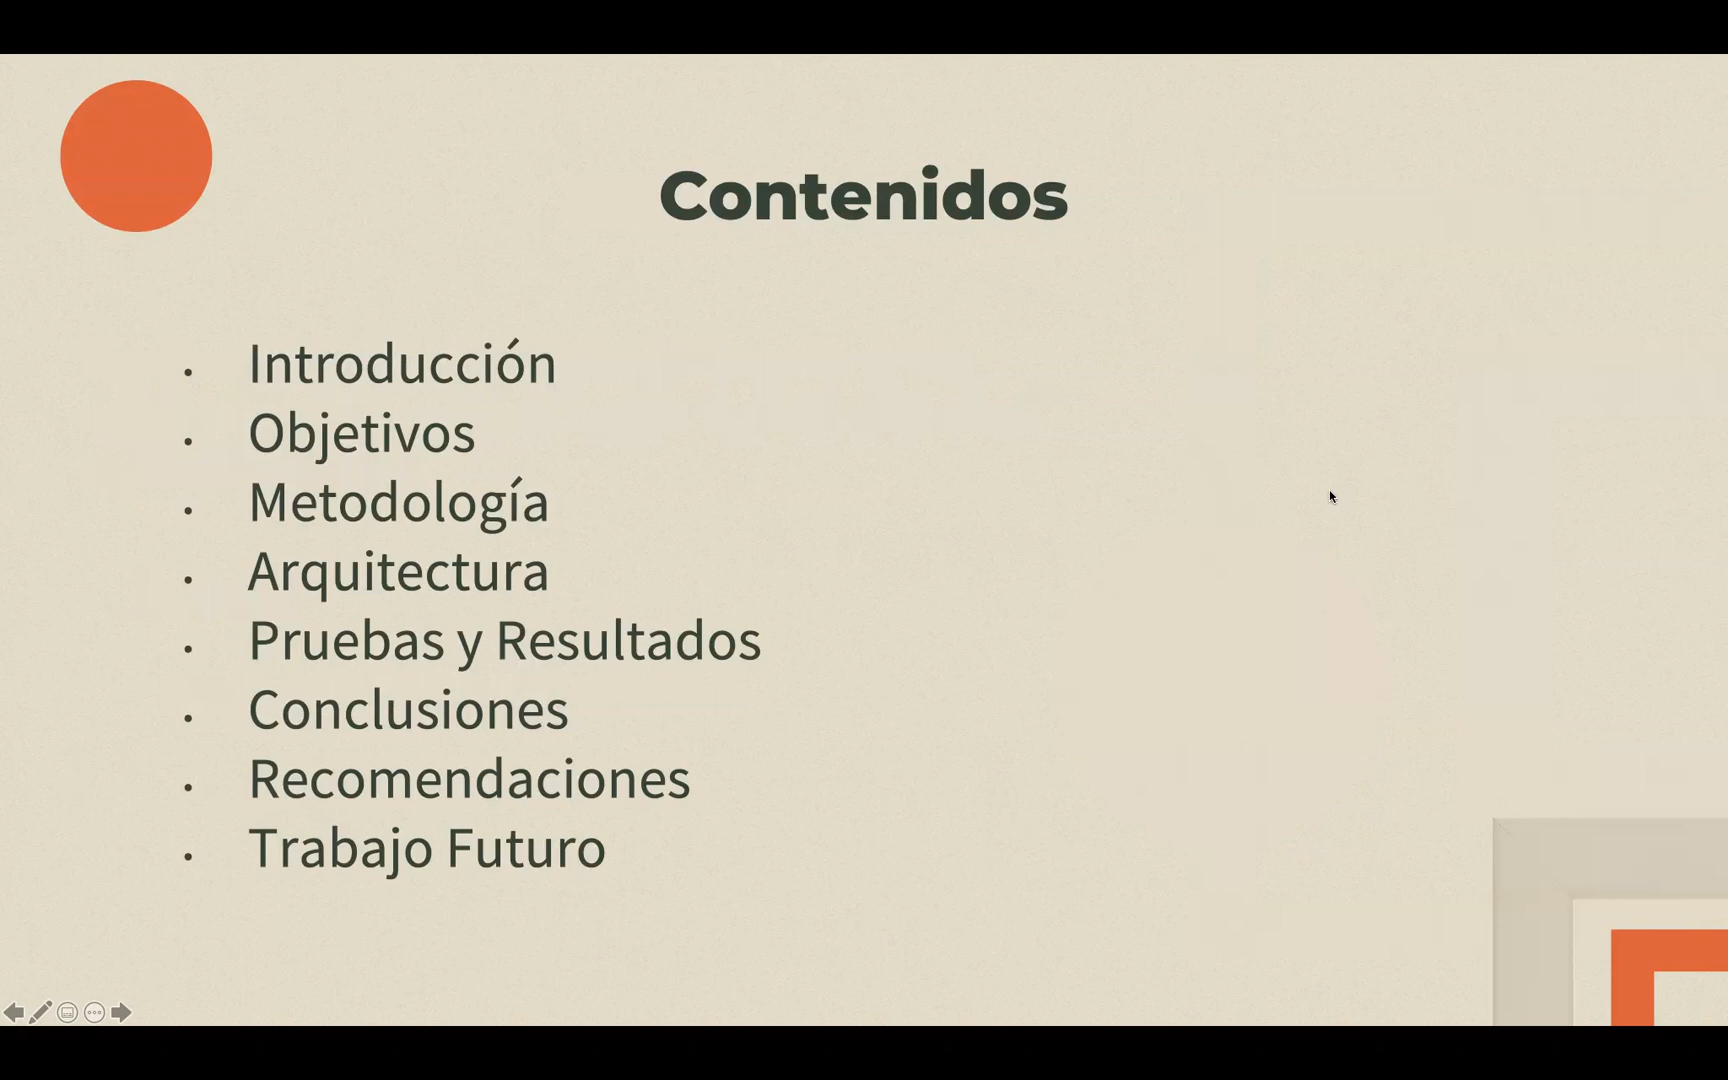 Contenidos
Introducción
Objetivos
Metodología
Arquitectura
Pruebas y Resultados
Conclusiones
Recomendaciones
Trabajo Futuro